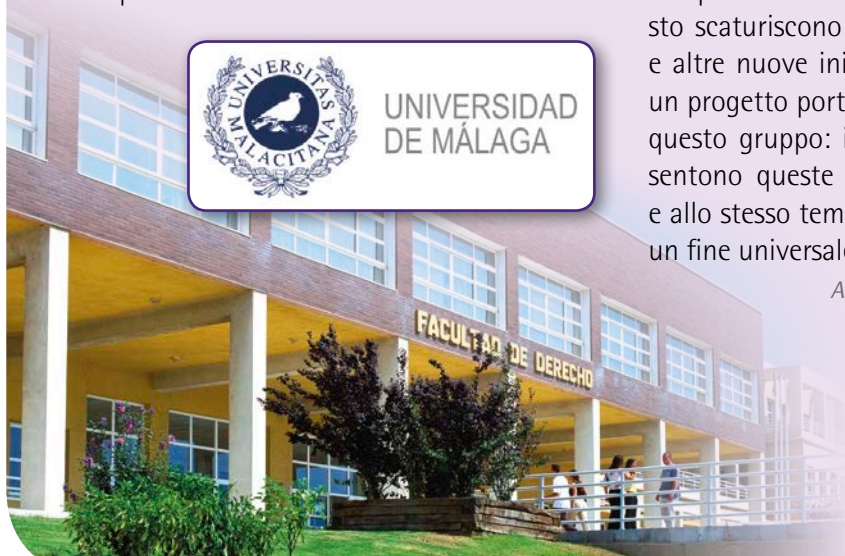 UNIVERSITAS MALACITANA
UNIVERSIDAD
DE MÁLAGA
FACULTAD DE DERECHO
sto scaturiscono
e altre nuove ini
un progetto port
questo gruppo: i
sentono queste
e allo stesso tem
un fine universal
A